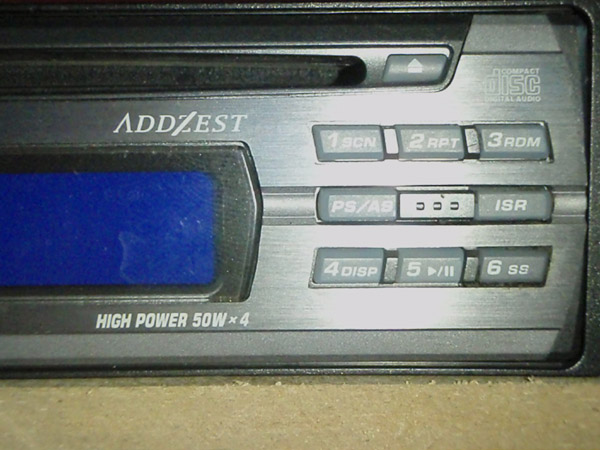 COMPACT
DISC
DIGITAL AUDIO
ADDZEST
1 SCN 2 RPT 3 RDM
PS/AS ISR
4 DISP 5 ▶/II 6 SS
HIGH POWER 50W×4